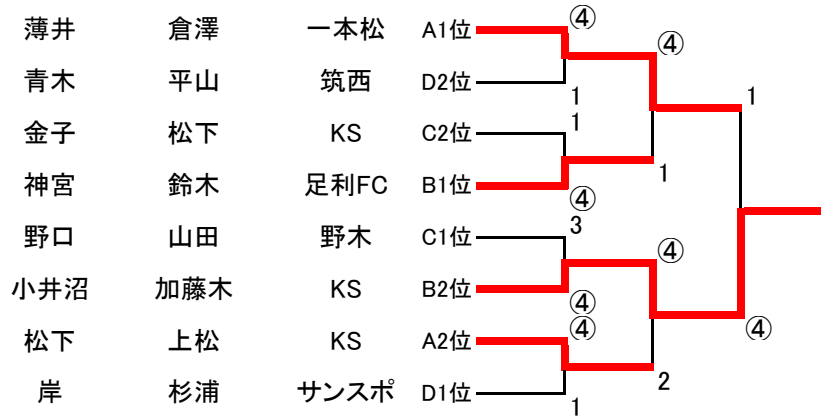 薄井 倉澤 一本松 A1位 ④
④
青木 平山 筑西 D2位 1
1
金子 松下 KS C2位 1
1
神宮 鈴木 足利FC B1位 ④
野口 山田 野木 C1位 3
④
小井沼 加藤木 KS B2位 ④
④
松下 上松 KS A2位 ④
2
岸 杉浦 サンスポ D1位 1